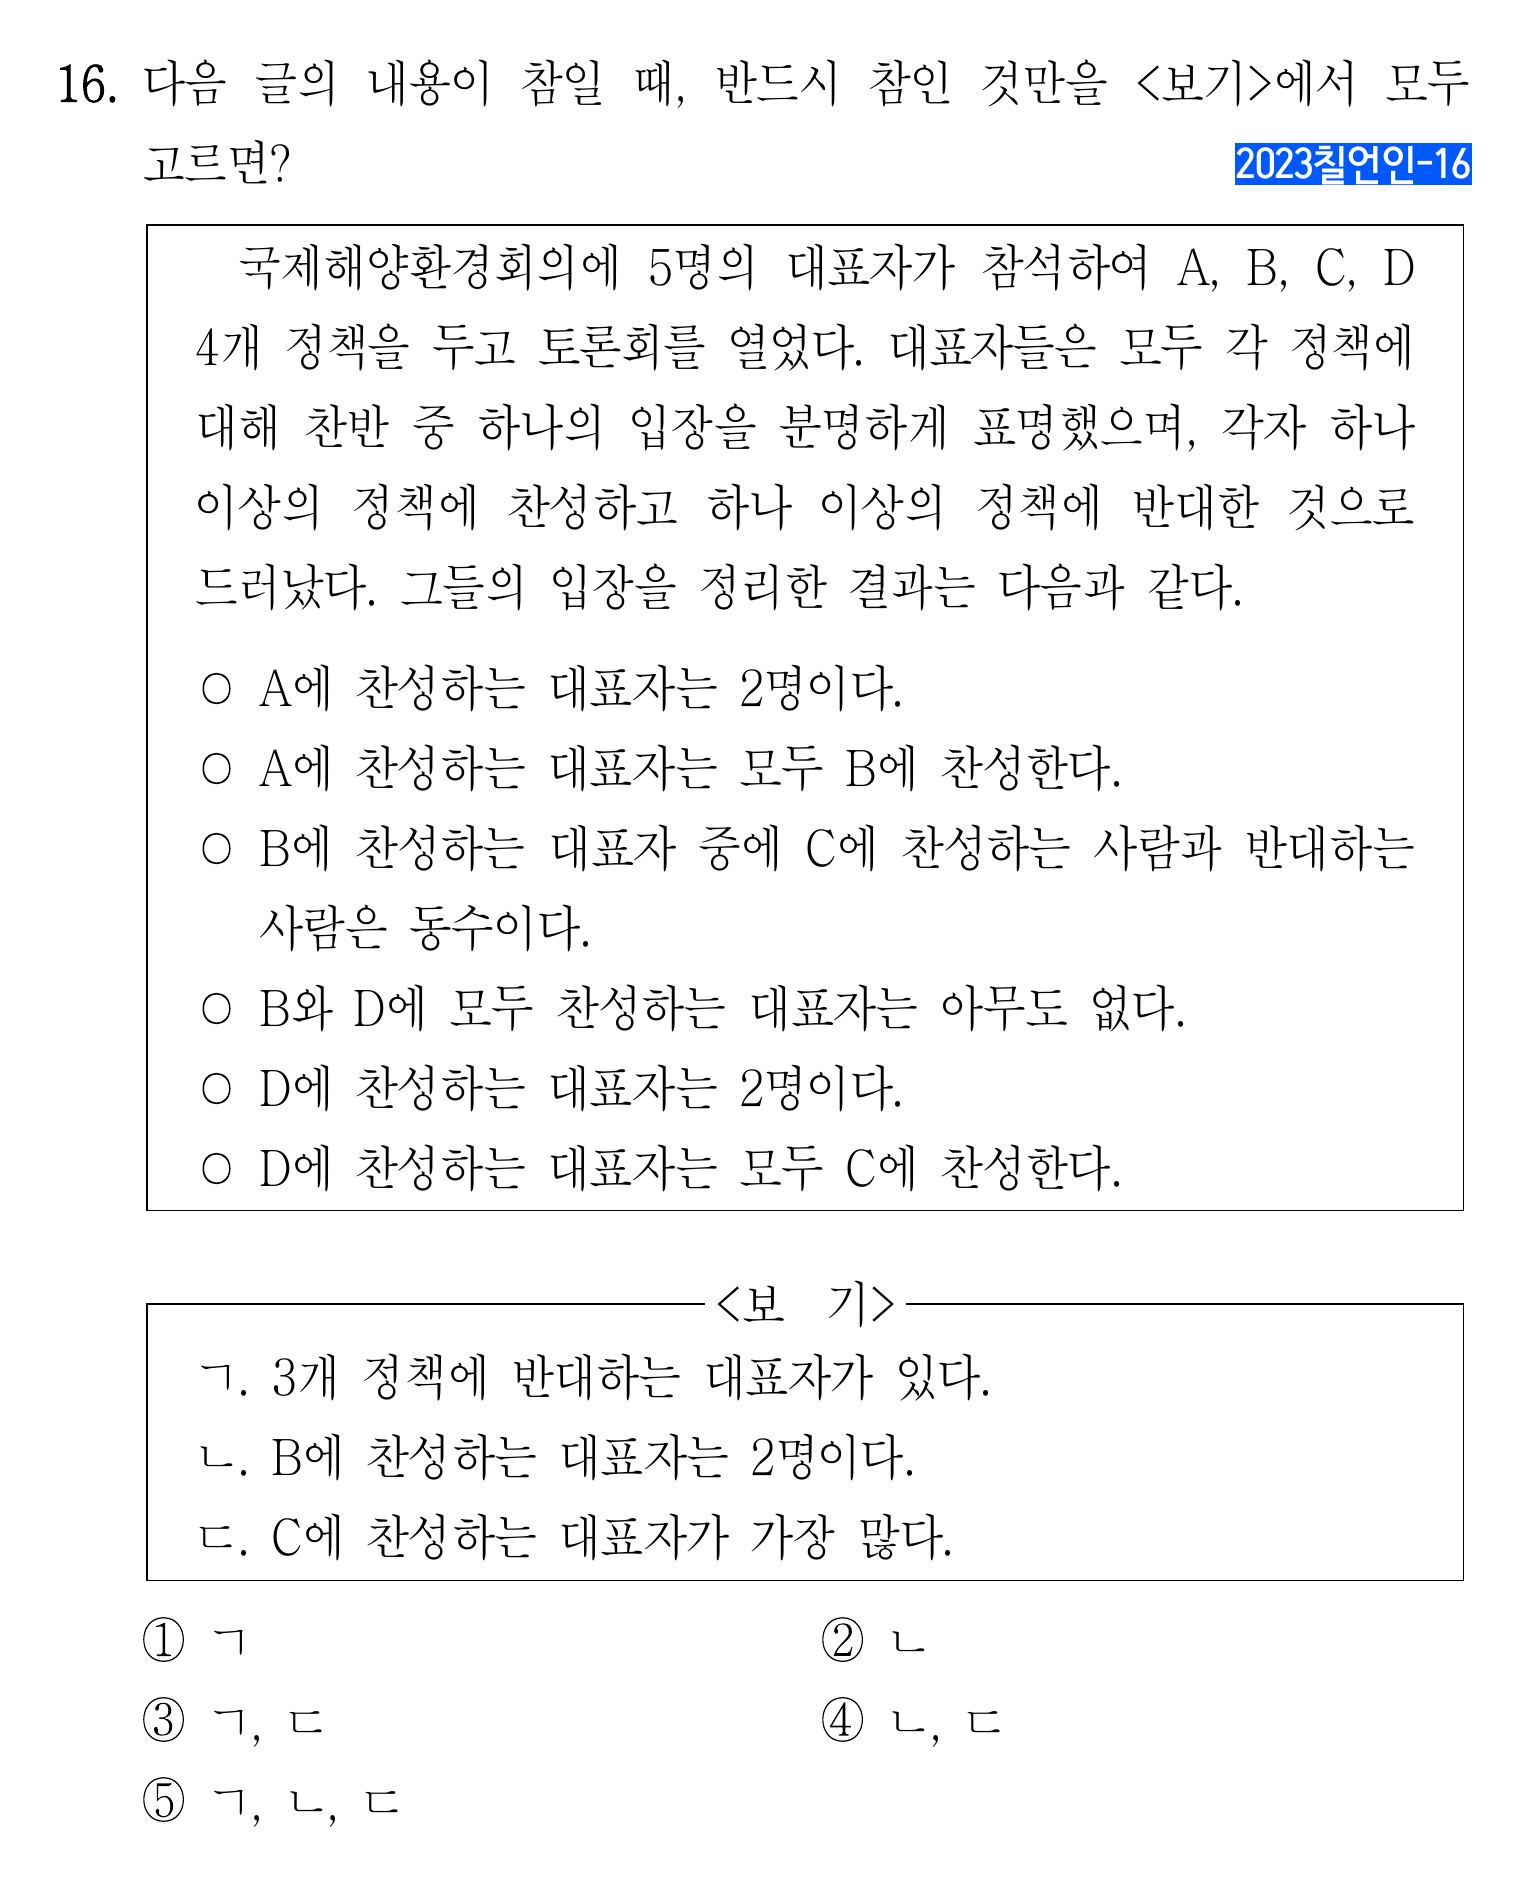 16. 다음 글의 내용이 참일 때, 반드시 참인 것만을 <보기>에서 모두
고르면?
2023칠언인-16
국제해양환경회의에 5명의 대표자가 참석하여 A, B, C, D
4개 정책을 두고 토론회를 열었다. 대표자들은 모두 각 정책에
대해 찬반 중 하나의 입장을 분명하게 표명했으며, 각자 하나
이상의 정책에 찬성하고 하나 이상의 정책에 반대한 것으로
드러났다. 그들의 입장을 정리한 결과는 다음과 같다.
○ A에 찬성하는 대표자는 2명이다.
○ A에 찬성하는 대표자는 모두 B에 찬성한다.
○ B에 찬성하는 대표자 중에 C에 찬성하는 사람과 반대하는
사람은 동수이다.
○ B와 D에 모두 찬성하는 대표자는 아무도 없다.
○ D에 찬성하는 대표자는 2명이다.
○ D에 찬성하는 대표자는 모두 C에 찬성한다.
<보 기>
ㄱ. 3개 정책에 반대하는 대표자가 있다.
ㄴ. B에 찬성하는 대표자는 2명이다.
ㄷ. C에 찬성하는 대표자가 가장 많다.
① ㄱ ② ㄴ
③ ㄱ, ㄷ ④ ㄴ, ㄷ
⑤ ㄱ, ㄴ, ㄷ